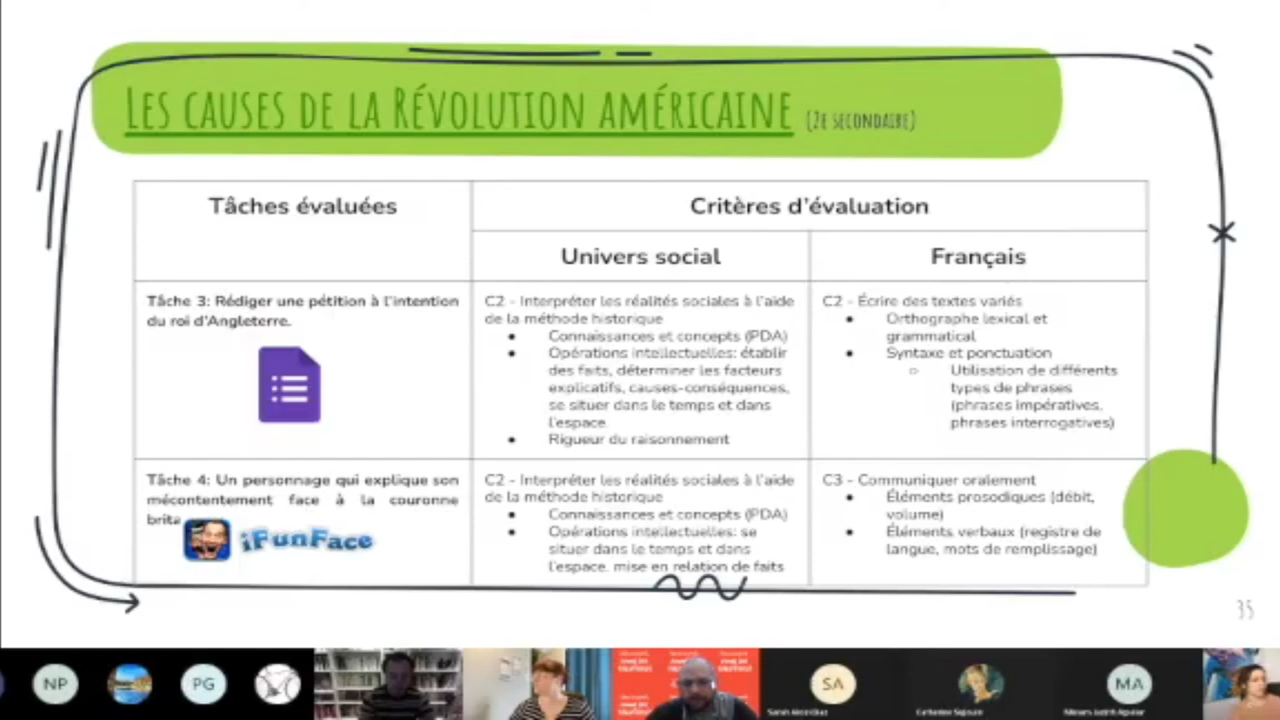 LES CAUSES DE LA RÉVOLUTION AMÉRICAINE (2E SECONDAIRE)
Tâches évaluées
Critères d'évaluation
Univers social
Français
Tâche 3: Rédiger une pétition à l'intention
du roi d'Angleterre.
C2 - Interpréter les réalités sociales à l'aide
de la méthode historique
• Connaissances et concepts (PDA)
• Opérations intellectuelles: établir
des faits, déterminer les facteurs
explicatifs, causes-conséquences,
se situer dans le temps et dans
l'espace.
• Rigueur du raisonnement
C2 - Écrire des textes variés
• Orthographe lexical et
grammatical
• Syntaxe et ponctuation
○ Utilisation de différents
types de phrases
(phrases impératives,
phrases interrogatives)
Tâche 4: Un personnage qui explique son
mécontentement face à la couronne
brita
iFunFace
C2 - Interpréter les réalités sociales à l'aide
de la méthode historique
• Connaissances et concepts (PDA)
• Opérations intellectuelles: se
situer dans le temps et dans
l'espace, mise en relation de faits
C3 - Communiquer oralement
• Éléments prosodiques (débit,
volume)
• Éléments verbaux (registre de
langue, mots de remplissage)
35
NP
PG
SA
MA